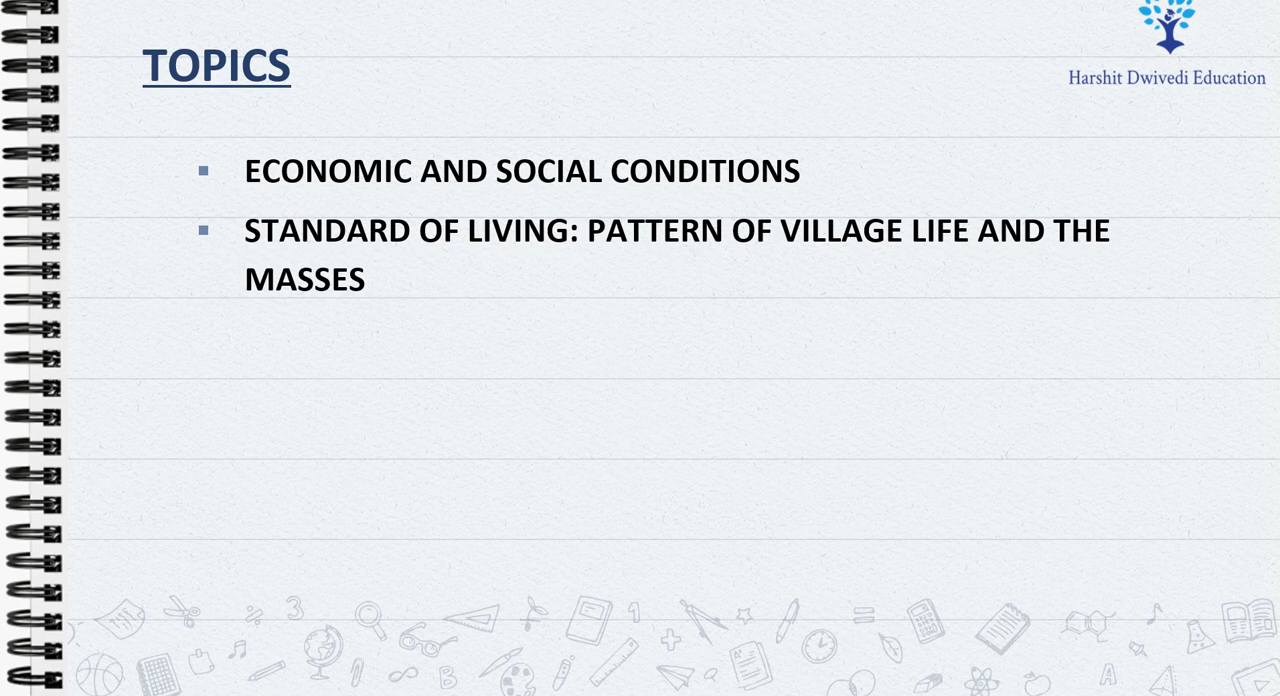 TOPICS
Harshit Dwivedi Education
ECONOMIC AND SOCIAL CONDITIONS
STANDARD OF LIVING: PATTERN OF VILLAGE LIFE AND THE
MASSES